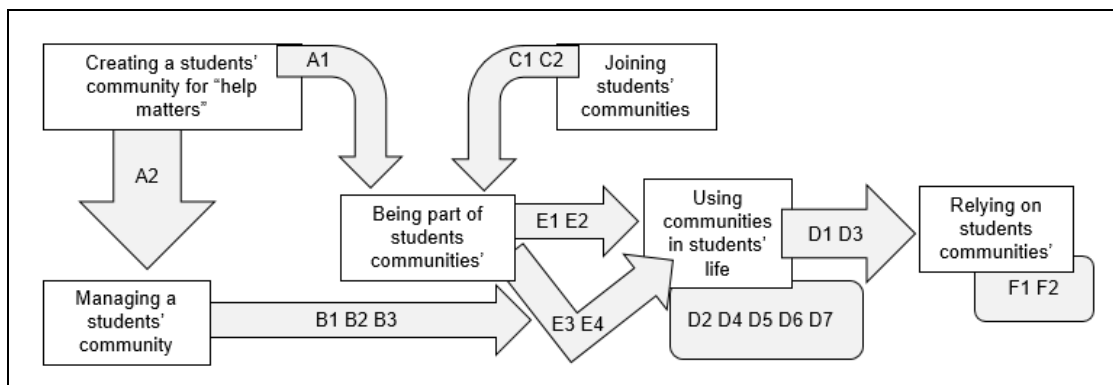 Creating a students’
community for “help
matters”
A1
C1 C2
Joining
students’
communities
A2
Being part of
students
communities’
E1 E2
Using
communities
in students’
life
D1 D3
Relying on
students
communities’
F1 F2
Managing a
students’
community
B1 B2 B3
E3 E4
D2 D4 D5 D6 D7